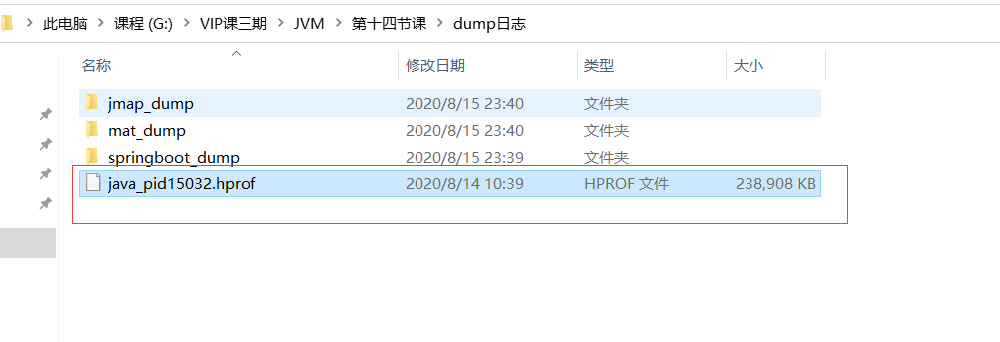 此电脑 > 课程 (G:) > VIP课三期 > JVM > 第十四节课 > dump日志
名称 修改日期 类型 大小
jmap_dump 2020/8/15 23:40 文件夹
mat_dump 2020/8/15 23:40 文件夹
springboot_dump 2020/8/15 23:39 文件夹
java_pid15032.hprof 2020/8/14 10:39 HPROF 文件 238,908 KB